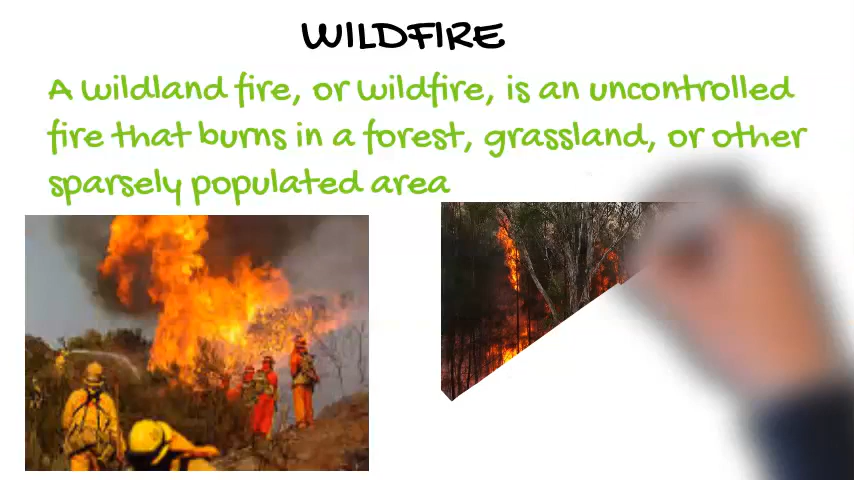 WILDFIRE
A wildland fire, or wildfire, is an uncontrolled
fire that burns in a forest, grassland, or other
sparsely populated area